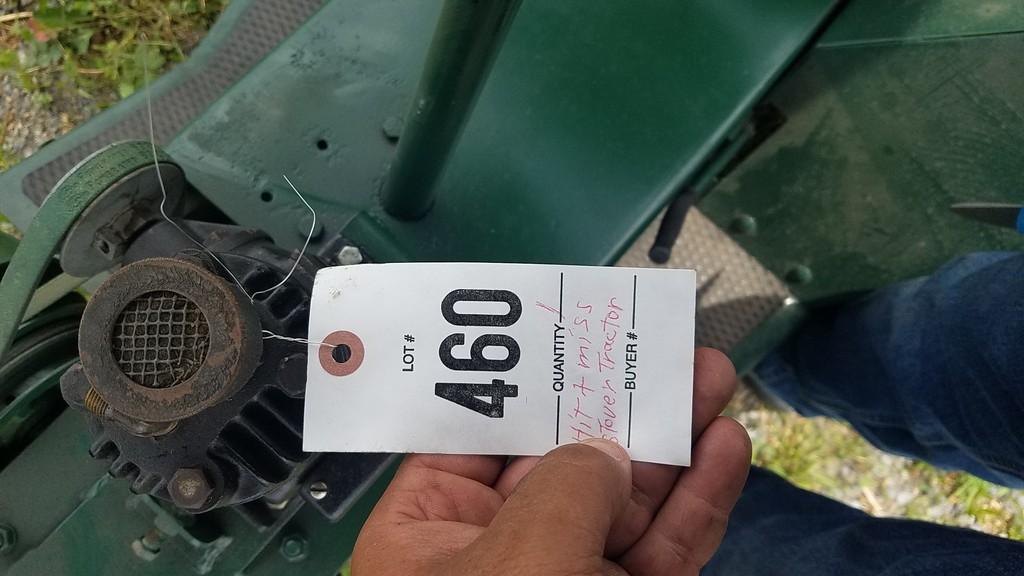 LOT #
460
QUANTITY 1
Hit + miss
Stover Tractor
BUYER #